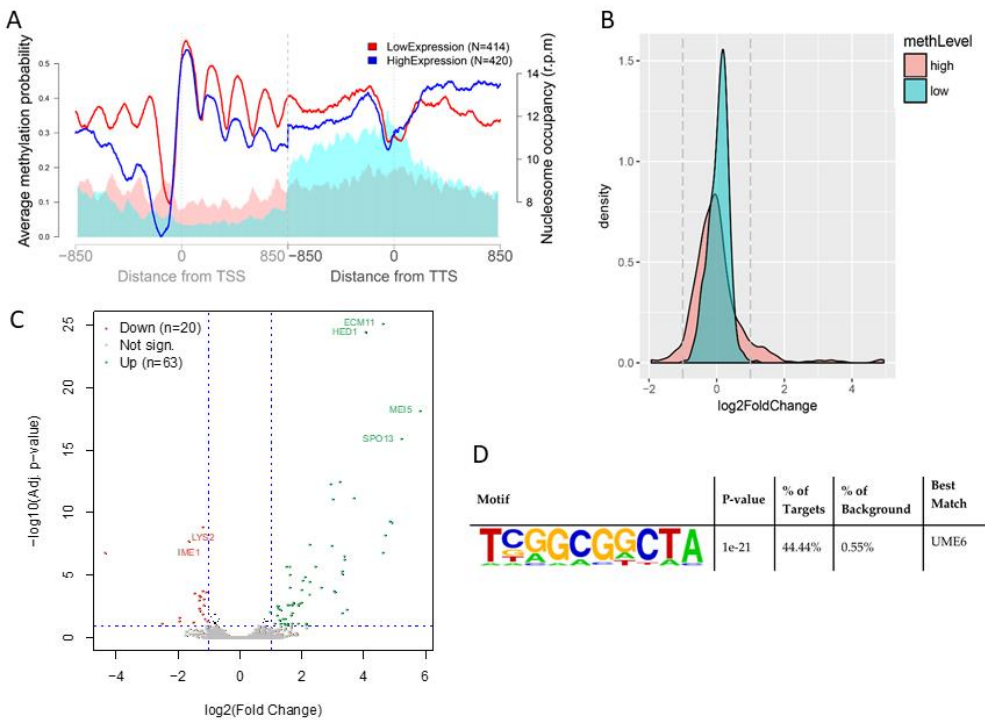 A
Average methylation probability
0.5
0.4
0.3
0.2
0.1
0.0
LowExpression (N=414)
HighExpression (N=420)
14
12
10
8
Nucleosome occupancy (r.p.m)
−850
0
850
−850
0
850
Distance from TSS
Distance from TTS
B
methLevel
high
low
density
1.5
1.0
0.5
0.0
−2
0
2
4
log2FoldChange
C
Down (n=20)
Not sign.
Up (n=63)
ECM11
HED1
MEI5
SPO13
LYS2
IME1
−log10(Adj. p−value)
25
20
15
10
5
0
−4
−2
0
2
4
6
log2(Fold Change)
D
Motif
P-value
% of
Targets
% of
Background
Best
Match
TCGGCGGCTA
1e-21
44.44%
0.55%
UME6